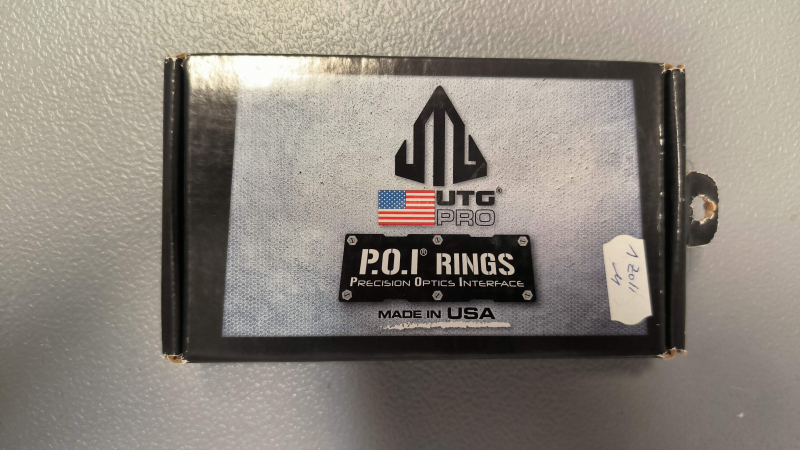 UTG®
PRO
P.O.I® RINGS
PRECISION OPTICS INTERFACE
MADE IN USA